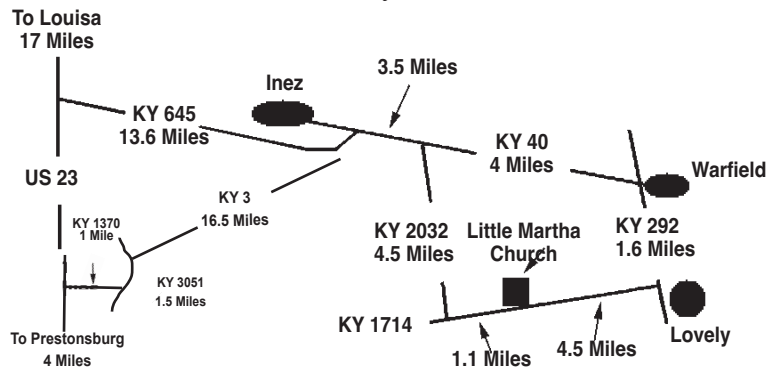 To Louisa
17 Miles
3.5 Miles
Inez
KY 645
13.6 Miles
KY 40
4 Miles
Warfield
US 23
KY 3
16.5 Miles
KY 1370
1 Mile
KY 2032
4.5 Miles
Little Martha
Church
KY 292
1.6 Miles
KY 3051
1.5 Miles
KY 1714
To Prestonsburg
4 Miles
1.1 Miles
4.5 Miles
Lovely